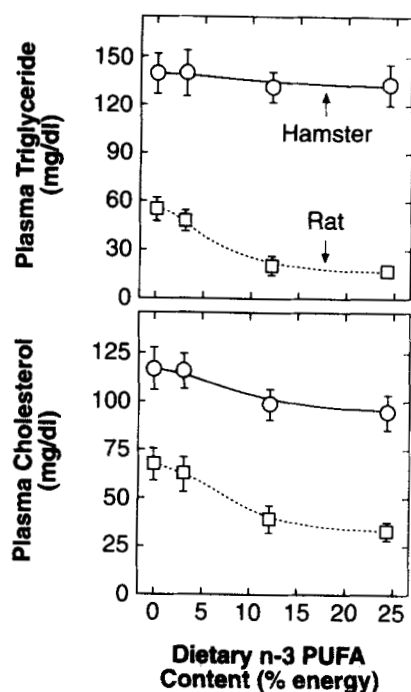 Plasma Triglyceride
(mg/dl)
150
120
90
60
30
0
Hamster
Rat
Plasma Cholesterol
(mg/dl)
125
100
75
50
25
0
0 5 10 15 20 25
Dietary n-3 PUFA
Content (% energy)